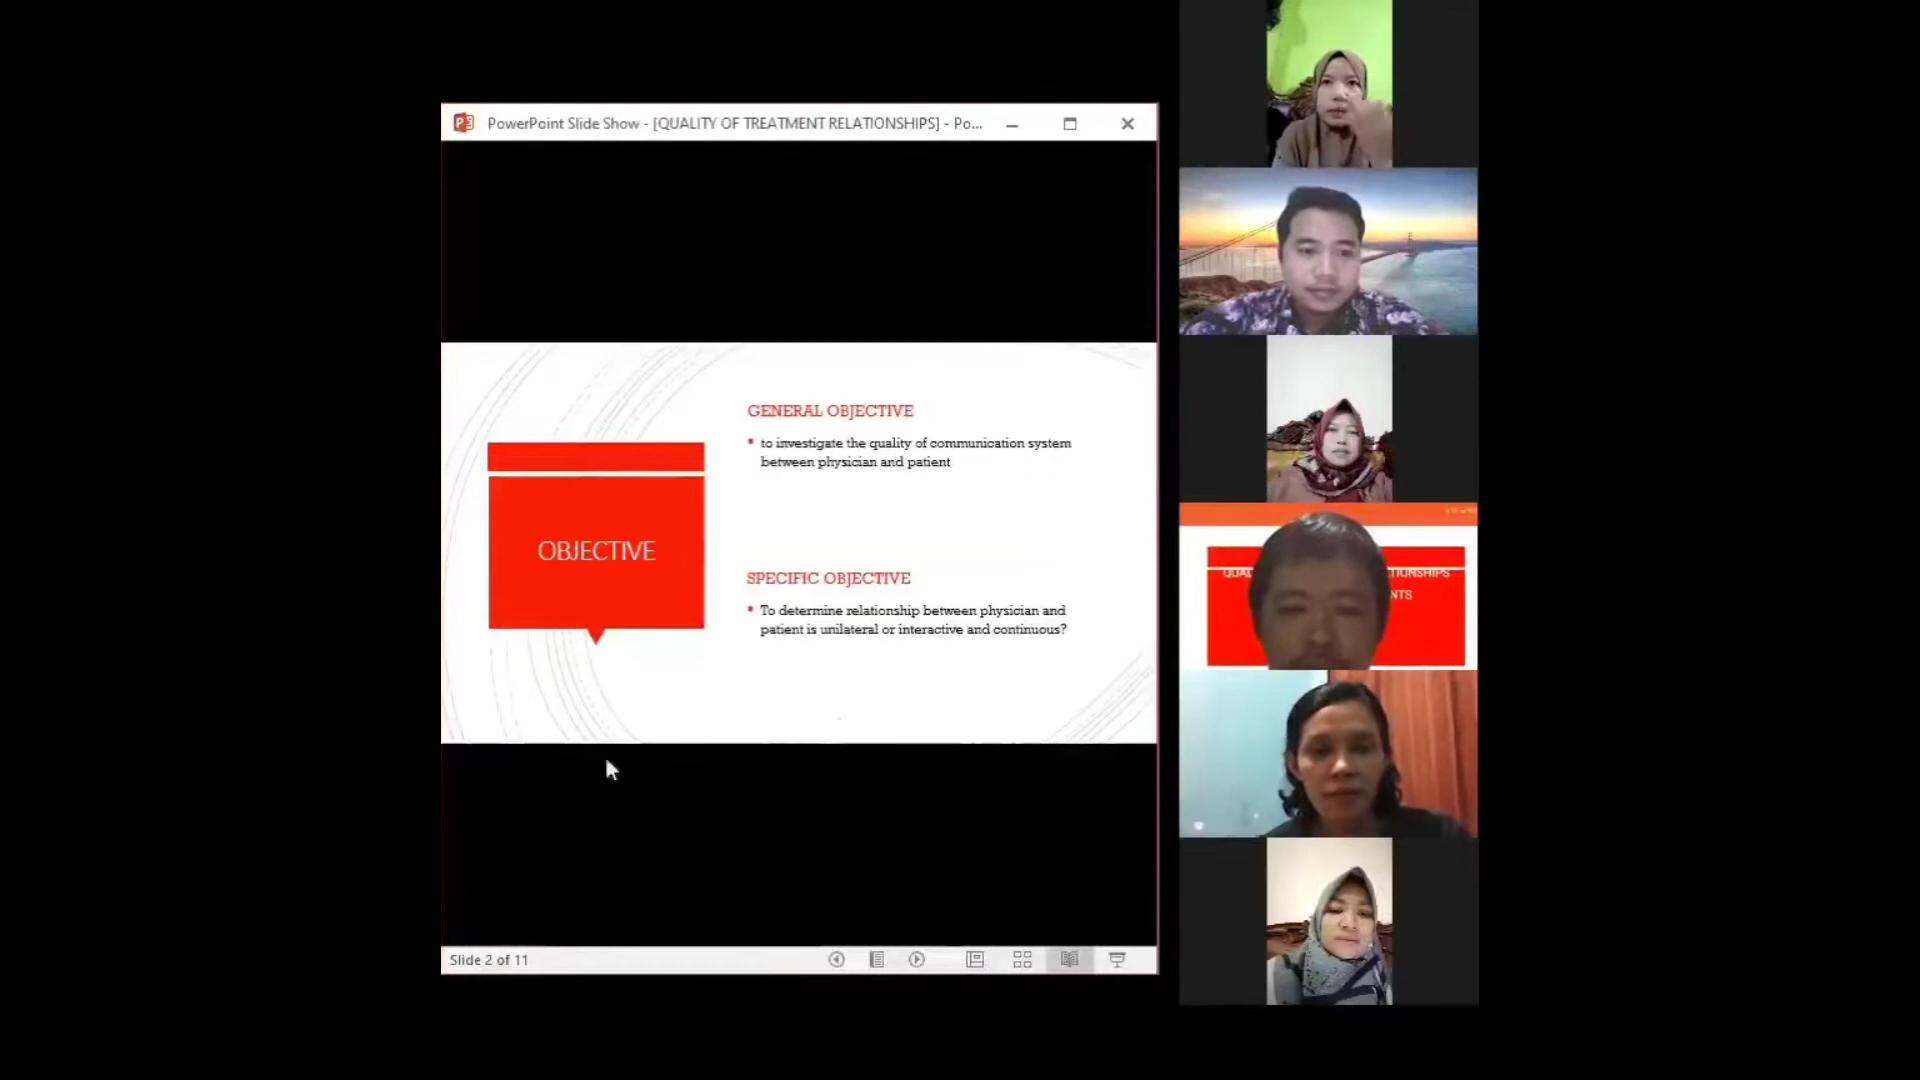 PowerPoint Slide Show - [QUALITY OF TREATMENT RELATIONSHIPS] - Po...
GENERAL OBJECTIVE
to investigate the quality of communication system
between physician and patient
OBJECTIVE
SPECIFIC OBJECTIVE
To determine relationship between physician and
patient is unilateral or interactive and continuous?
Slide 2 of 11